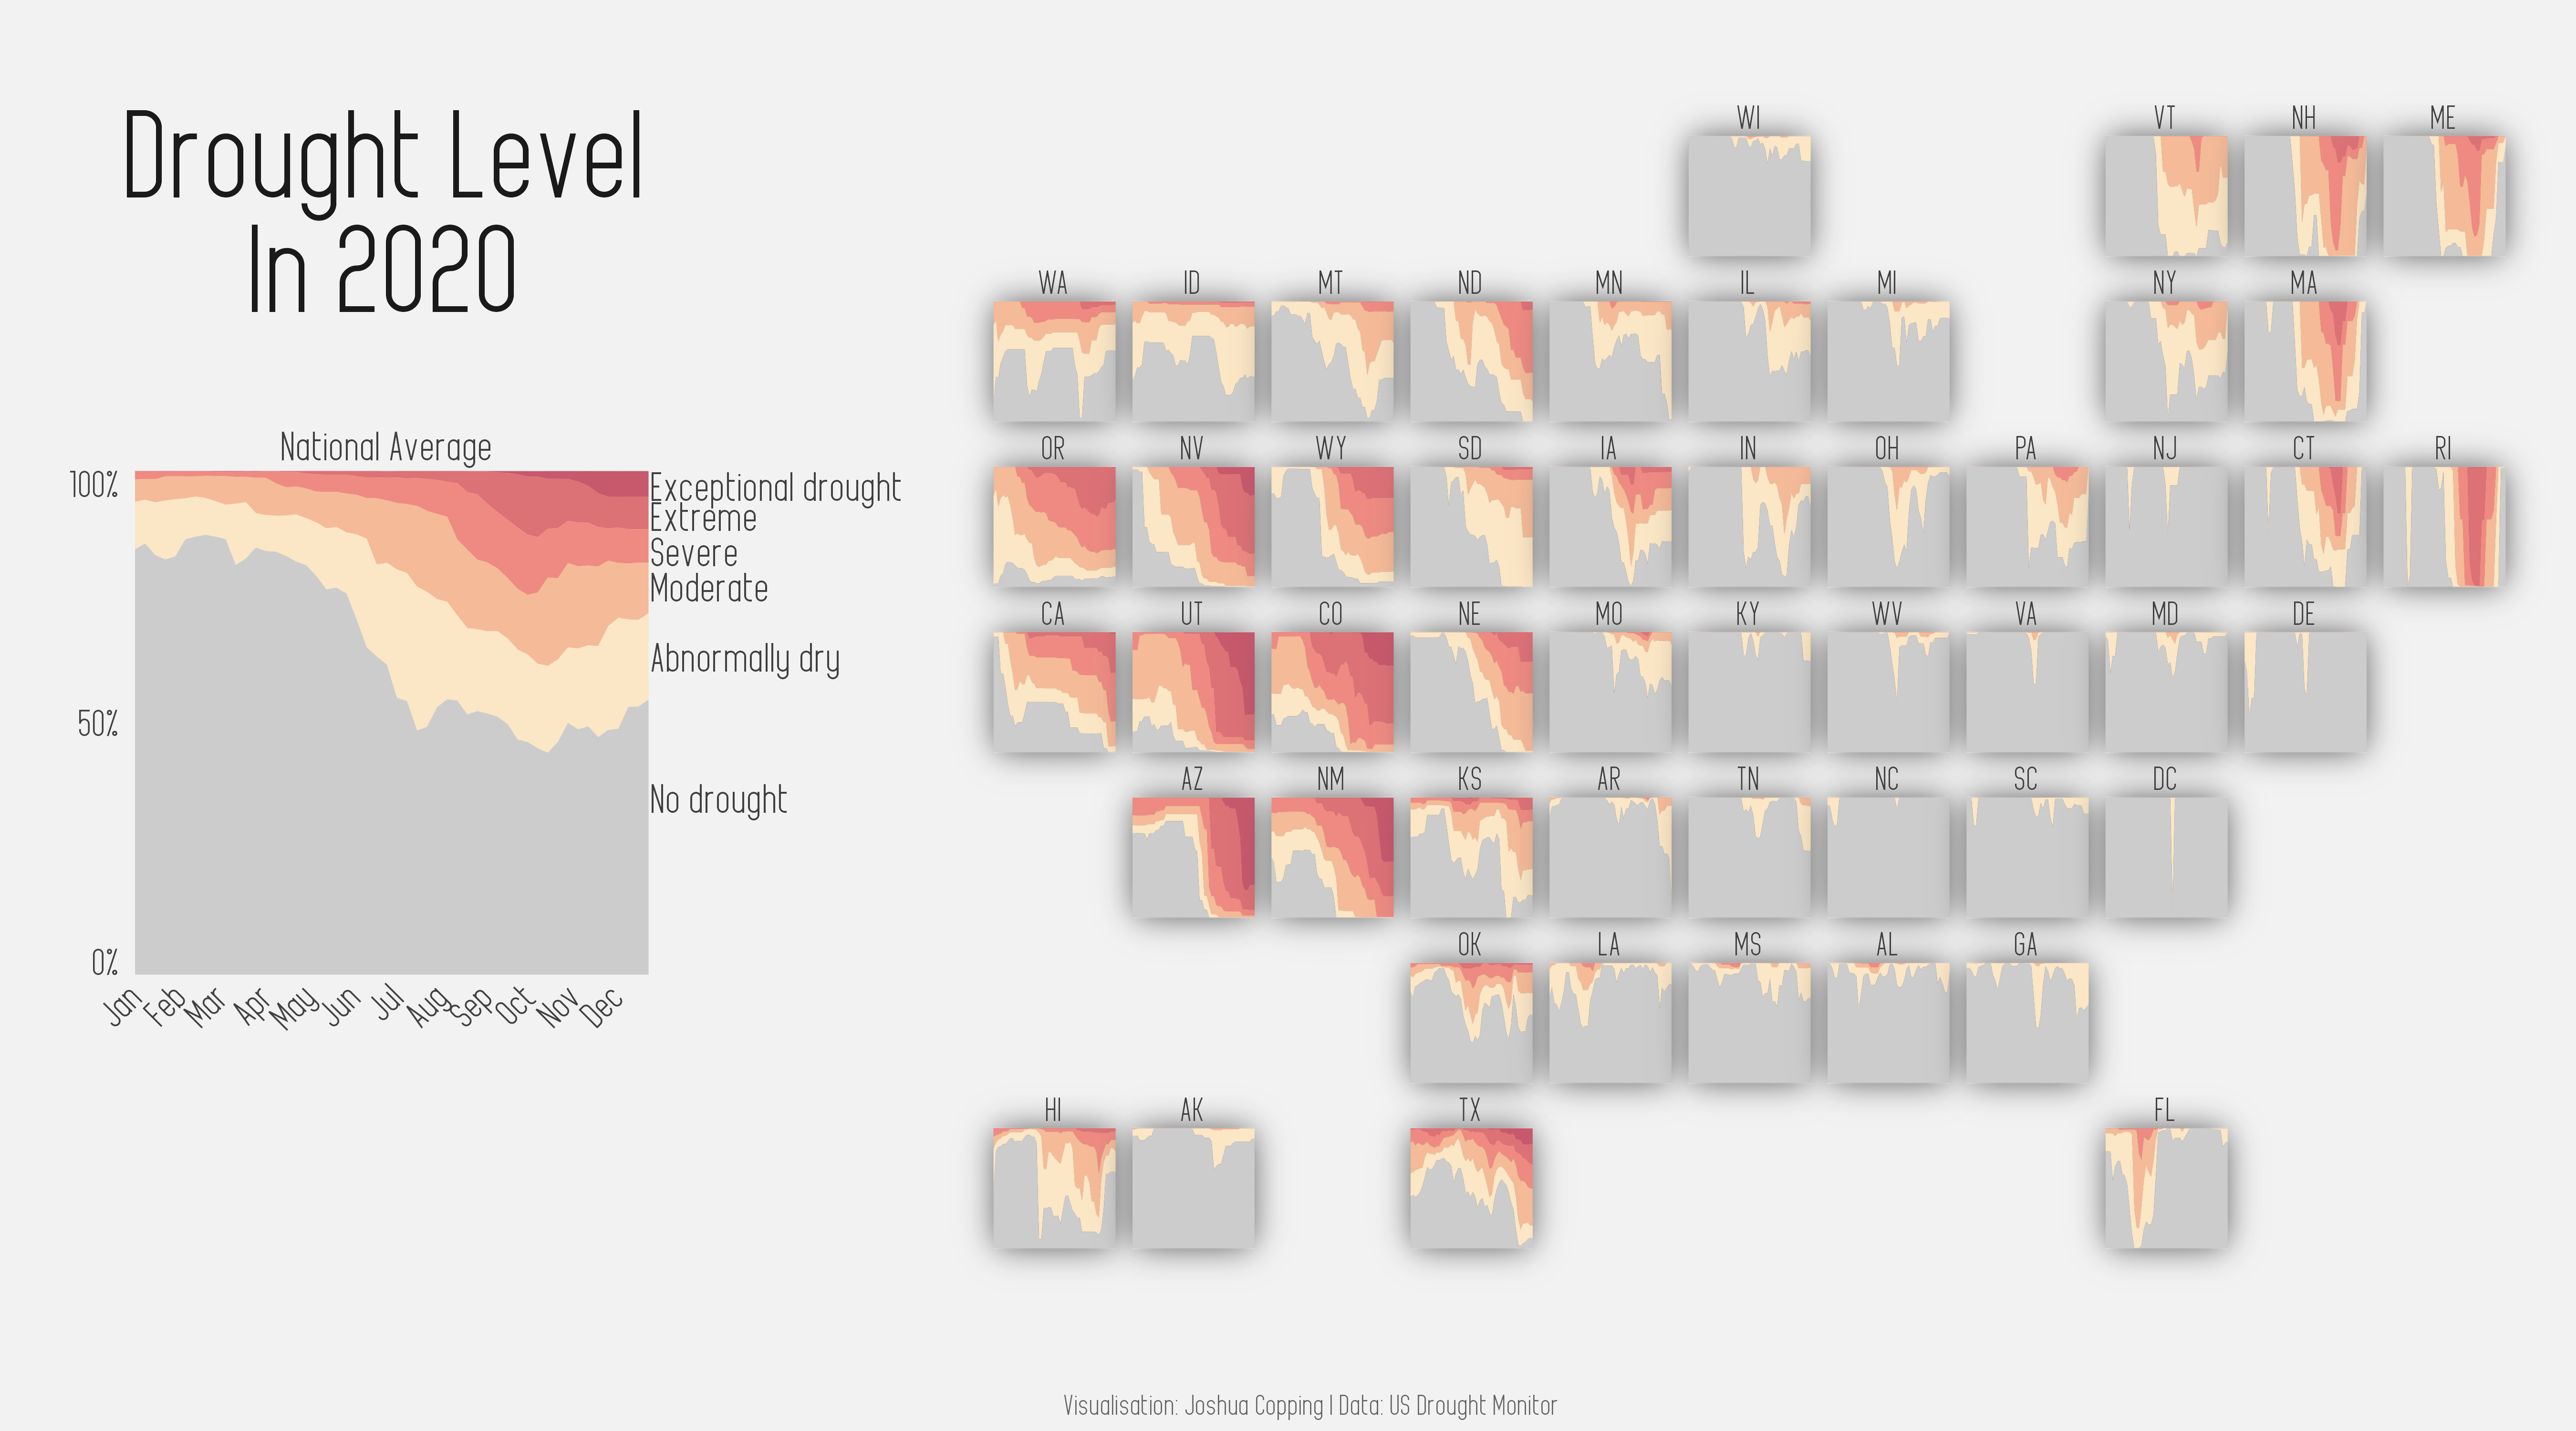 Drought Level
In 2020
National Average
100%
50%
0%
Exceptional drought
Extreme
Severe
Moderate
Abnormally dry
No drought
Jan Feb Mar Apr May Jun Jul Aug Sep Oct Nov Dec
WI VT NH ME
WA ID MT ND MN IL MI NY MA
OR NV WY SD IA IN OH PA NJ CT RI
CA UT CO NE MO KY WV VA MD DE
AZ NM KS AR TN NC SC DC
OK LA MS AL GA
HI AK TX FL
Visualisation: Joshua Copping | Data: US Drought Monitor